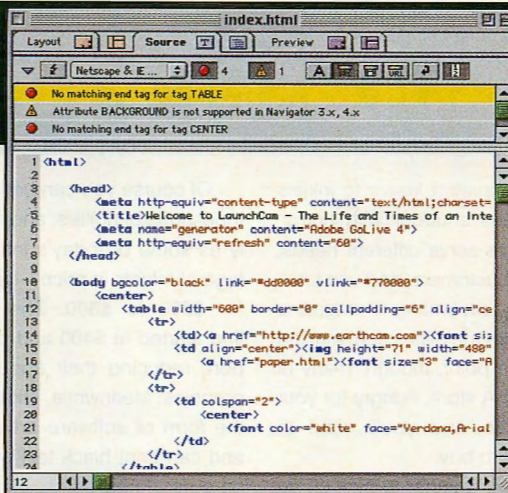 index.html
Layout Source Preview
Netscape & IE ... 4 1 A URL
No matching end tag for tag TABLE
Attribute BACKGROUND is not supported in Navigator 3.x, 4.x
No matching end tag for tag CENTER
1 <html>
2
3 <head>
4 <meta http-equiv="content-type" content="text/html;charset=
5 <title>Welcome to LaunchCam - The Life and Times of an Inte
6 <meta name="generator" content="Adobe GoLive 4">
7 <meta http-equiv="refresh" content="60">
8 </head>
9
10 <body bgcolor="black" link="#dd0000" vlink="#770000">
11 <center>
12 <table width="600" border="0" cellpadding="6" align="ce
13 <tr>
14 <td><a href="http://www.earthcam.com"><font siz
15 <td align="center"><img height="71" width="480"
16 <a href="paper.html"><font size="3" face="A
17 </tr>
18 <tr>
19 <td colspan="2">
20 <center>
21 <font color="white" face="Verdana,Arial
22 </td>
23 </tr>
24 </table>
12